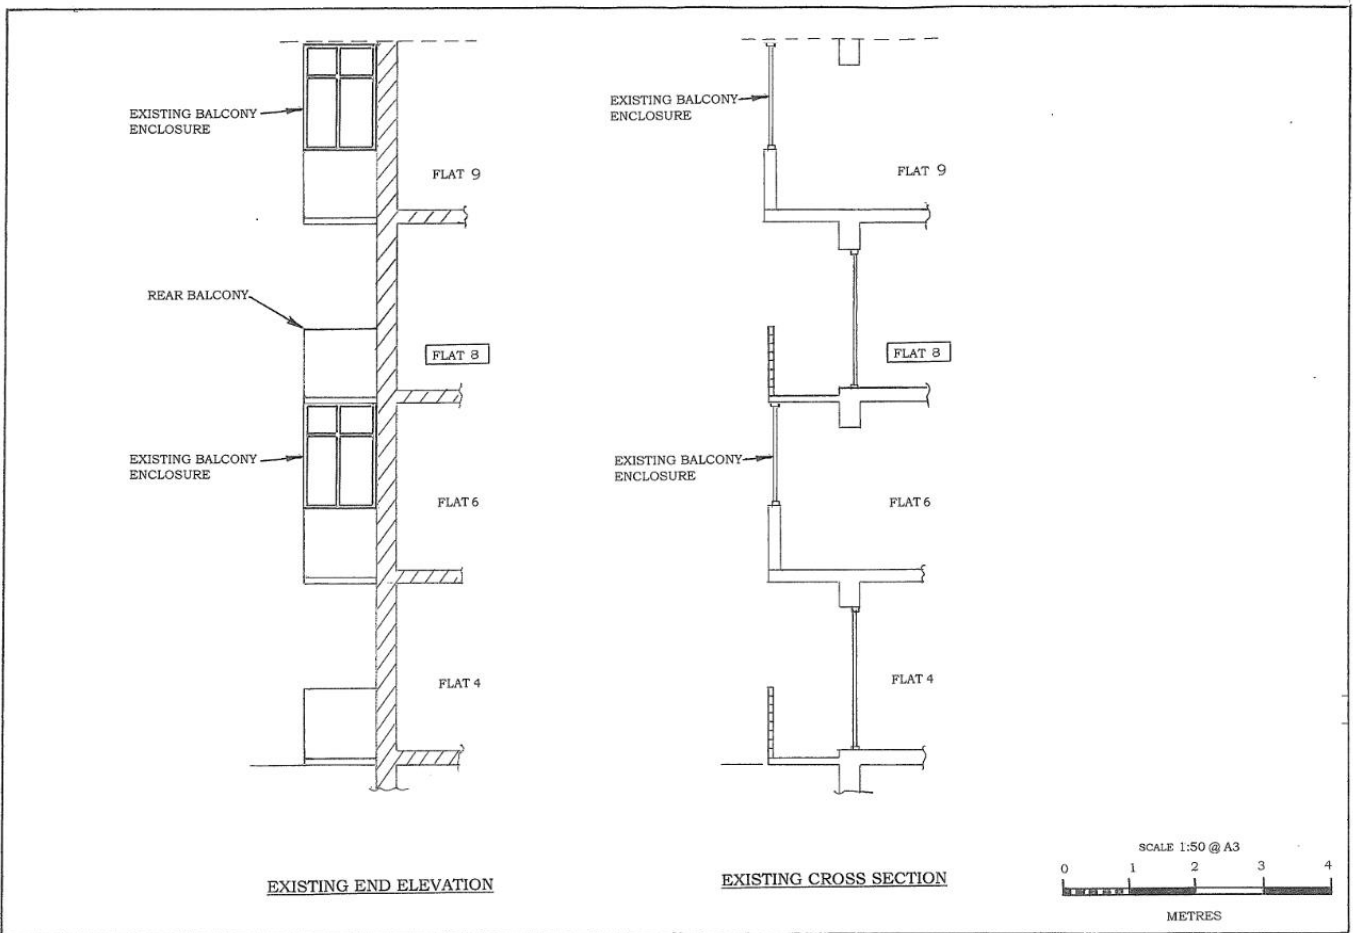 EXISTING BALCONY
ENCLOSURE
FLAT 9
REAR BALCONY
FLAT 8
EXISTING BALCONY
ENCLOSURE
FLAT 6
FLAT 4
EXISTING END ELEVATION
EXISTING BALCONY
ENCLOSURE
FLAT 9
FLAT 8
EXISTING BALCONY
ENCLOSURE
FLAT 6
FLAT 4
EXISTING CROSS SECTION
SCALE 1:50 @ A3
0 1 2 3 4
METRES